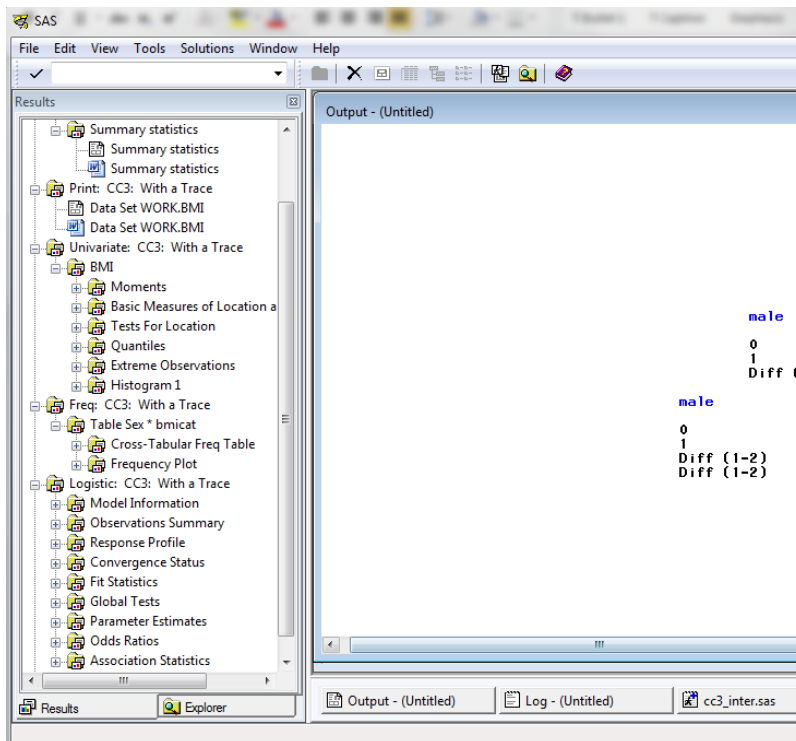 SAS
File Edit View Tools Solutions Window Help
Results
Summary statistics
Summary statistics
Summary statistics
Print: CC3: With a Trace
Data Set WORK.BMI
Data Set WORK.BMI
Univariate: CC3: With a Trace
BMI
Moments
Basic Measures of Location a
Tests For Location
Quantiles
Extreme Observations
Histogram 1
Freq: CC3: With a Trace
Table Sex * bmicat
Cross-Tabular Freq Table
Frequency Plot
Logistic: CC3: With a Trace
Model Information
Observations Summary
Response Profile
Convergence Status
Fit Statistics
Global Tests
Parameter Estimates
Odds Ratios
Association Statistics
Results Explorer
Output - (Untitled)
male
0
1
Diff (
male
0
1
Diff (1-2)
Diff (1-2)
Output - (Untitled) Log - (Untitled) cc3_inter.sas